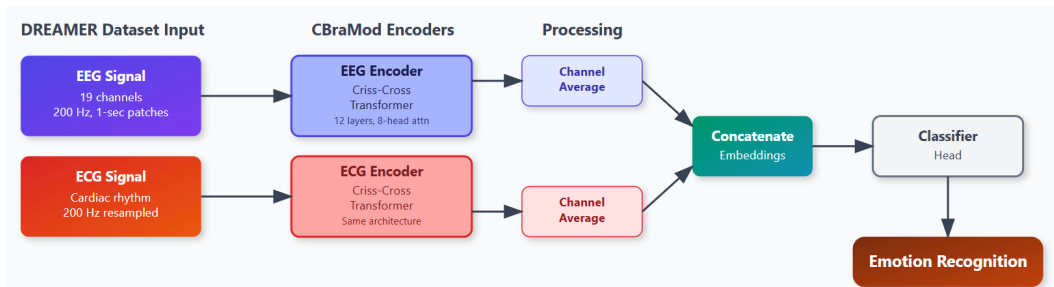 DREAMER Dataset Input
CBraMod Encoders
Processing
EEG Signal
19 channels
200 Hz, 1-sec patches
EEG Encoder
Criss-Cross
Transformer
12 layers, 8-head attn
Channel
Average
ECG Signal
Cardiac rhythm
200 Hz resampled
ECG Encoder
Criss-Cross
Transformer
Same architecture
Channel
Average
Concatenate
Embeddings
Classifier
Head
Emotion Recognition